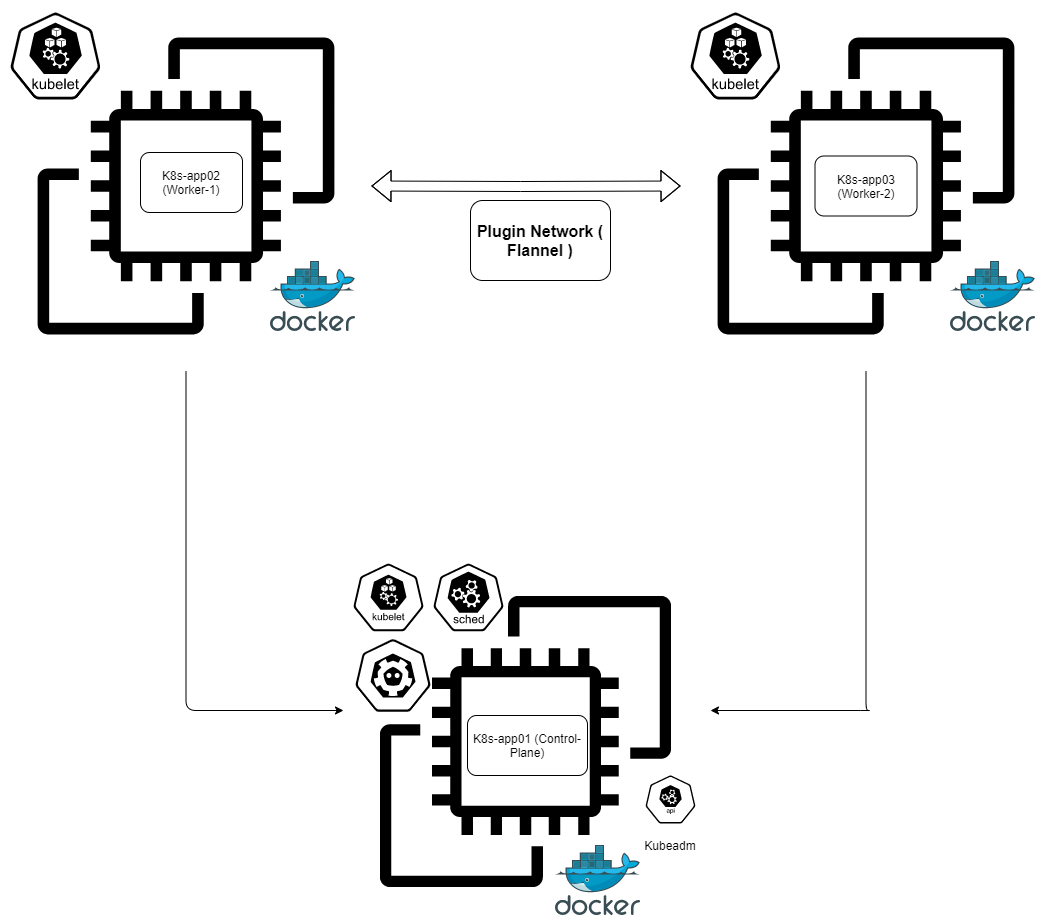 kubelet
kubelet
K8s-app02
(Worker-1)
K8s-app03
(Worker-2)
Plugin Network (
Flannel )
docker
docker
kubelet
sched
K8s-app01 (Control-
Plane)
api
Kubeadm
docker